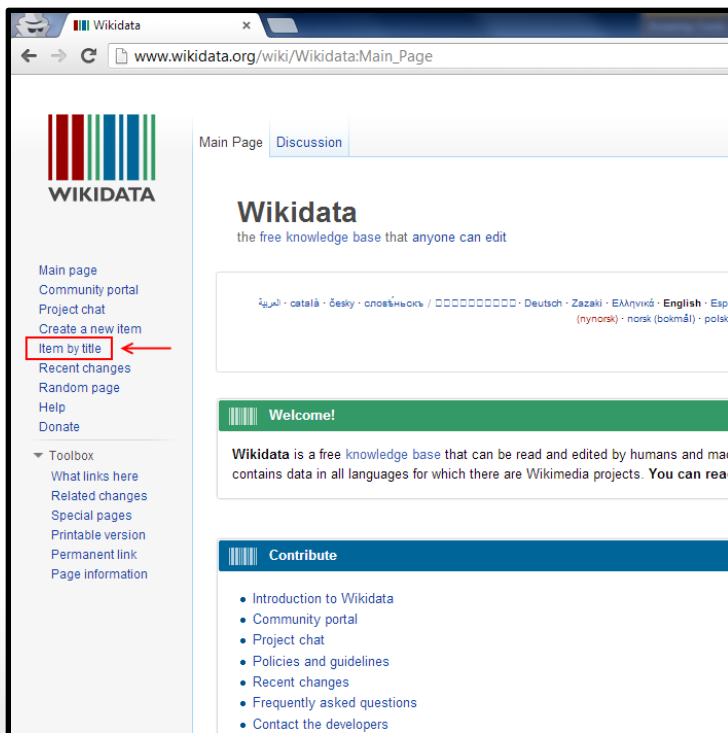 Wikidata
www.wikidata.org/wiki/Wikidata:Main_Page
WIKIDATA
Main Page Discussion
Wikidata
the free knowledge base that anyone can edit
Main page
Community portal
Project chat
Create a new item
Item by title
Recent changes
Random page
Help
Donate
Toolbox
What links here
Related changes
Special pages
Printable version
Permanent link
Page information
العربية · català · česky · словѣ́ньскъ / □□□□□□□□□□ · Deutsch · Zazaki · Ελληνικά · English · Esp
(nynorsk) · norsk (bokmål) · polsk
Welcome!
Wikidata is a free knowledge base that can be read and edited by humans and mac
contains data in all languages for which there are Wikimedia projects. You can read
Contribute
Introduction to Wikidata
Community portal
Project chat
Policies and guidelines
Recent changes
Frequently asked questions
Contact the developers